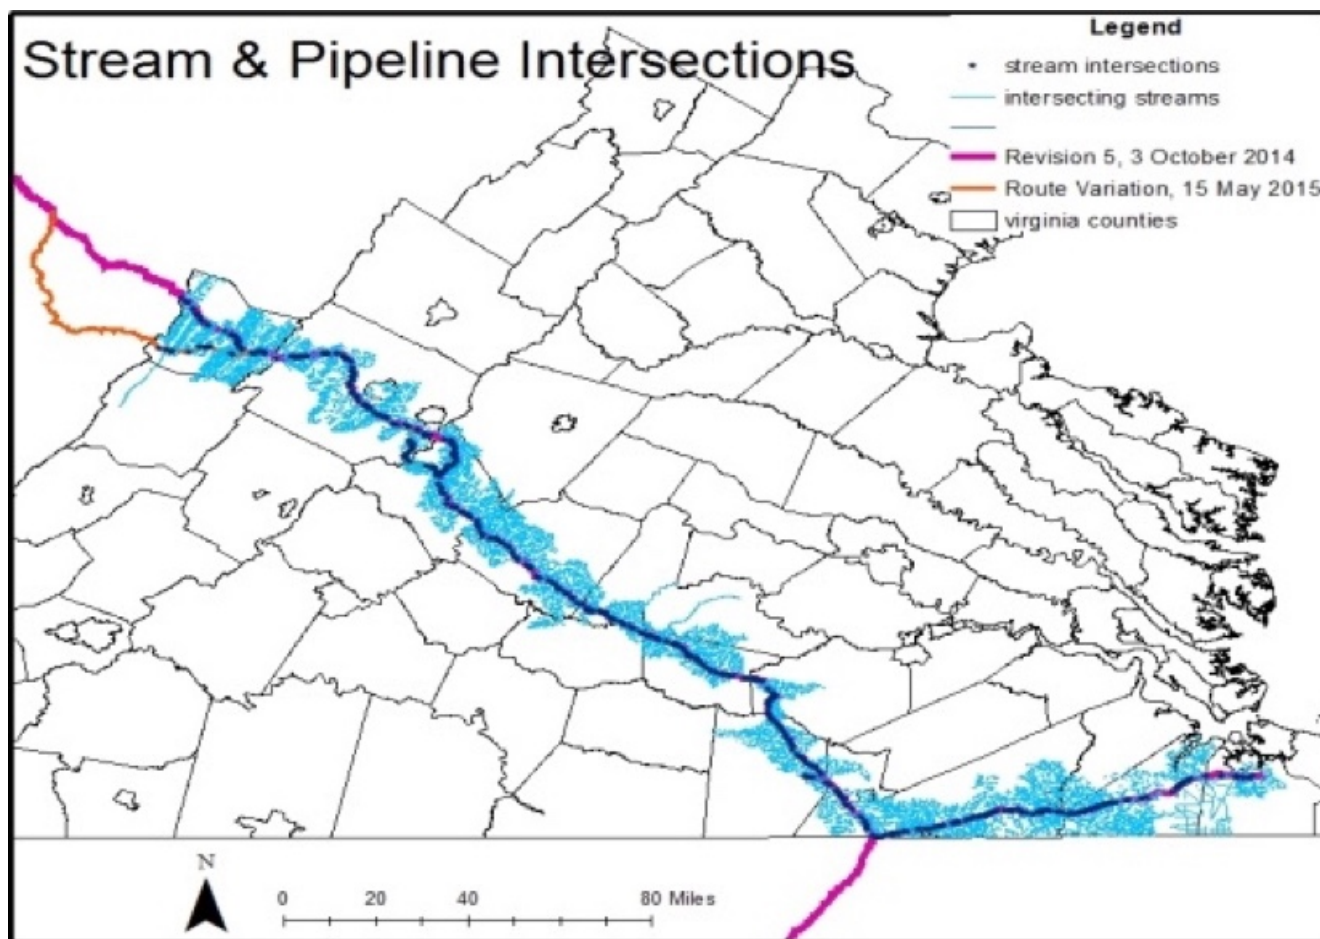 Stream & Pipeline Intersections
Legend
stream intersections
intersecting streams
Revision 5, 3 October 2014
Route Variation, 15 May 2015
virginia counties
N
0 20 40 80 Miles